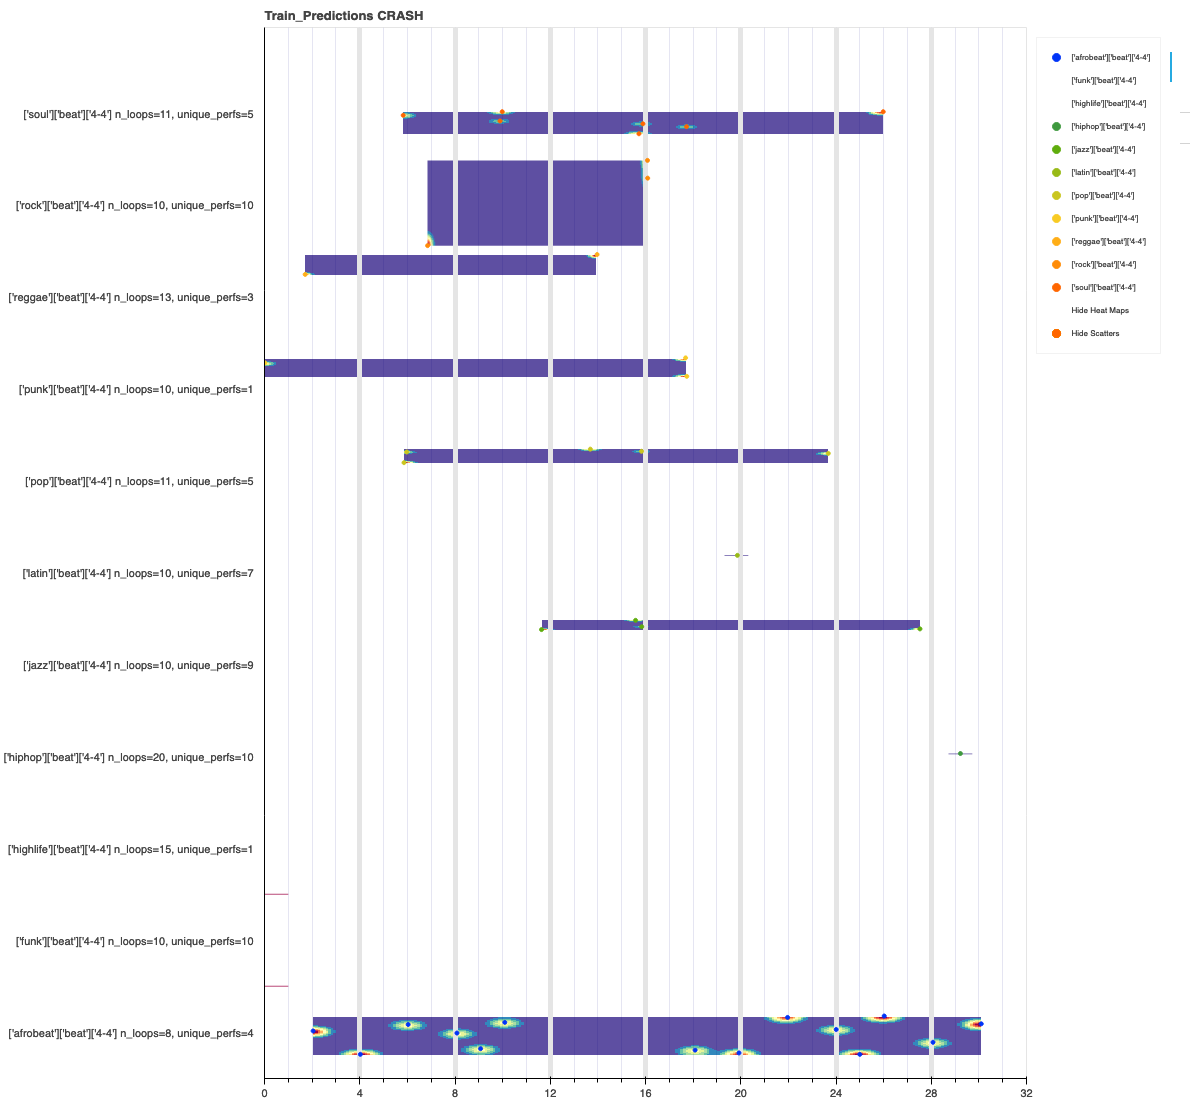 Train_Predictions CRASH
['soul']['beat']['4-4'] n_loops=11, unique_perfs=5
['rock']['beat']['4-4'] n_loops=10, unique_perfs=10
['reggae']['beat']['4-4'] n_loops=13, unique_perfs=3
['punk']['beat']['4-4'] n_loops=10, unique_perfs=1
['pop']['beat']['4-4'] n_loops=11, unique_perfs=5
['latin']['beat']['4-4'] n_loops=10, unique_perfs=7
['jazz']['beat']['4-4'] n_loops=10, unique_perfs=9
['hiphop']['beat']['4-4'] n_loops=20, unique_perfs=10
['highlife']['beat']['4-4'] n_loops=15, unique_perfs=1
['funk']['beat']['4-4'] n_loops=10, unique_perfs=10
['afrobeat']['beat']['4-4'] n_loops=8, unique_perfs=4
0 4 8 12 16 20 24 28 32
['afrobeat']['beat']['4-4']
['funk']['beat']['4-4']
['highlife']['beat']['4-4']
['hiphop']['beat']['4-4']
['jazz']['beat']['4-4']
['latin']['beat']['4-4']
['pop']['beat']['4-4']
['punk']['beat']['4-4']
['reggae']['beat']['4-4']
['rock']['beat']['4-4']
['soul']['beat']['4-4']
Hide Heat Maps
Hide Scatters